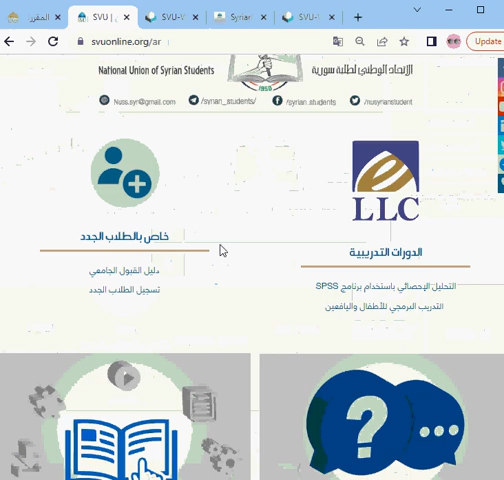 المقرر
SVU |
SVU-V
Syrian
SVU-I
svuonline.org/ar
Update
National Union of Syrian Students
الاتحاد الوطني لطلبة سورية
1950
Nuss.syr@gmail.com
/syrian_students/
/syrian.students
/nusyrianstudent
LLC
خاص بالطلاب الجدد
دليل القبول الجامعي
تسجيل الطلاب الجدد
الدورات التدريبية
التحليل الإحصائي باستخدام برنامج SPSS
التدريب البرمجي للأطفال واليافعين